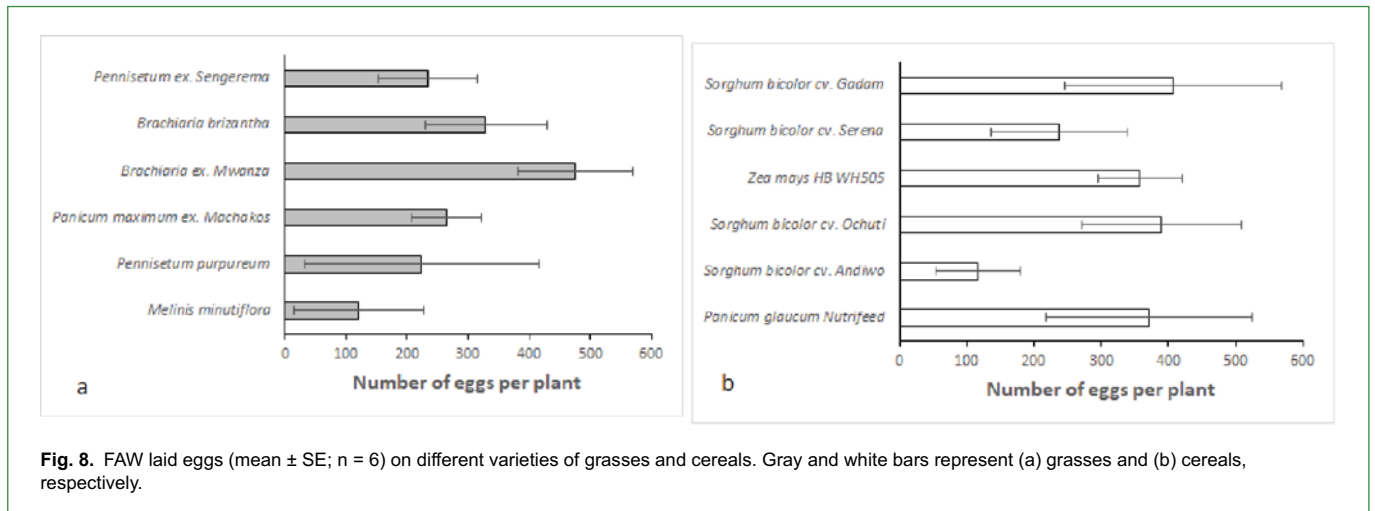 Pennisetum ex. Sengerema
Brachiaria brizantha
Brachiaria ex. Mwanza
Panicum maximum ex. Machakos
Pennisetum purpureum
Melinis minutiflora
0 100 200 300 400 500 600
Number of eggs per plant
a
Sorghum bicolor cv. Gadam
Sorghum bicolor cv. Serena
Zea mays HB WH505
Sorghum bicolor cv. Ochuti
Sorghum bicolor cv. Andiwo
Panicum glaucum Nutrifeed
0 100 200 300 400 500 600
Number of eggs per plant
b
Fig. 8. FAW laid eggs (mean ± SE; n = 6) on different varieties of grasses and cereals. Gray and white bars represent (a) grasses and (b) cereals,
respectively.